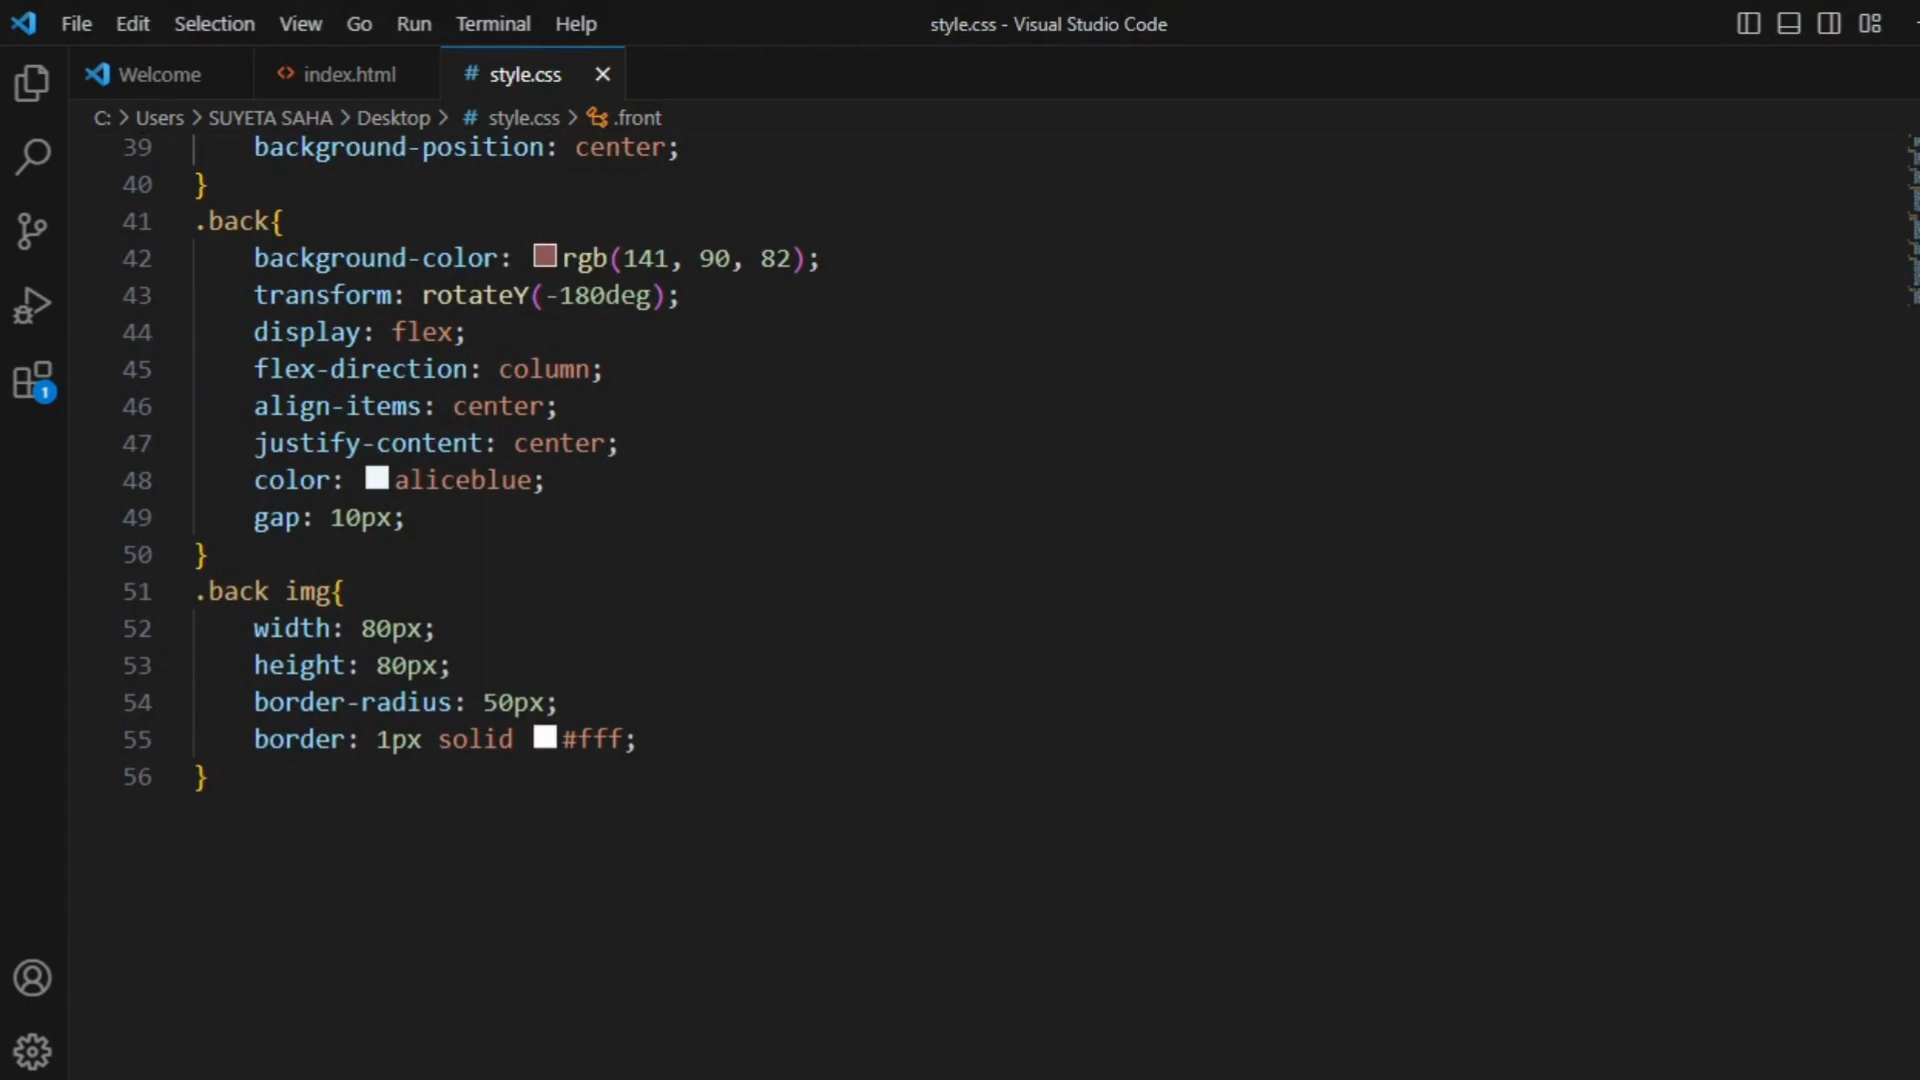 File Edit Selection View Go Run Terminal Help style.css - Visual Studio Code
Welcome <> index.html # style.css ×
C: > Users > SUYETA SAHA > Desktop > # style.css > .front
39 background-position: center;
40 }
41 .back{
42 background-color: rgb(141, 90, 82);
43 transform: rotateY(-180deg);
44 display: flex;
45 flex-direction: column;
46 align-items: center;
47 justify-content: center;
48 color: aliceblue;
49 gap: 10px;
50 }
51 .back img{
52 width: 80px;
53 height: 80px;
54 border-radius: 50px;
55 border: 1px solid #fff;
56 }
1